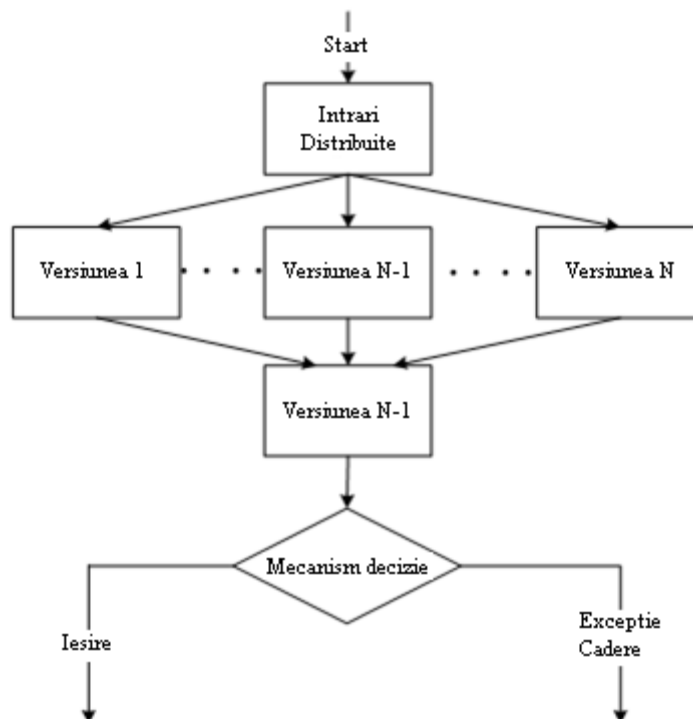 Start
Intrari
Distribuite
Versiunea 1
Versiunea N-1
Versiunea N
Versiunea N-1
Mecanism decizie
Iesire
Exceptie
Cadere